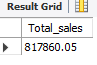 Result Grid
Total_sales
817860.05